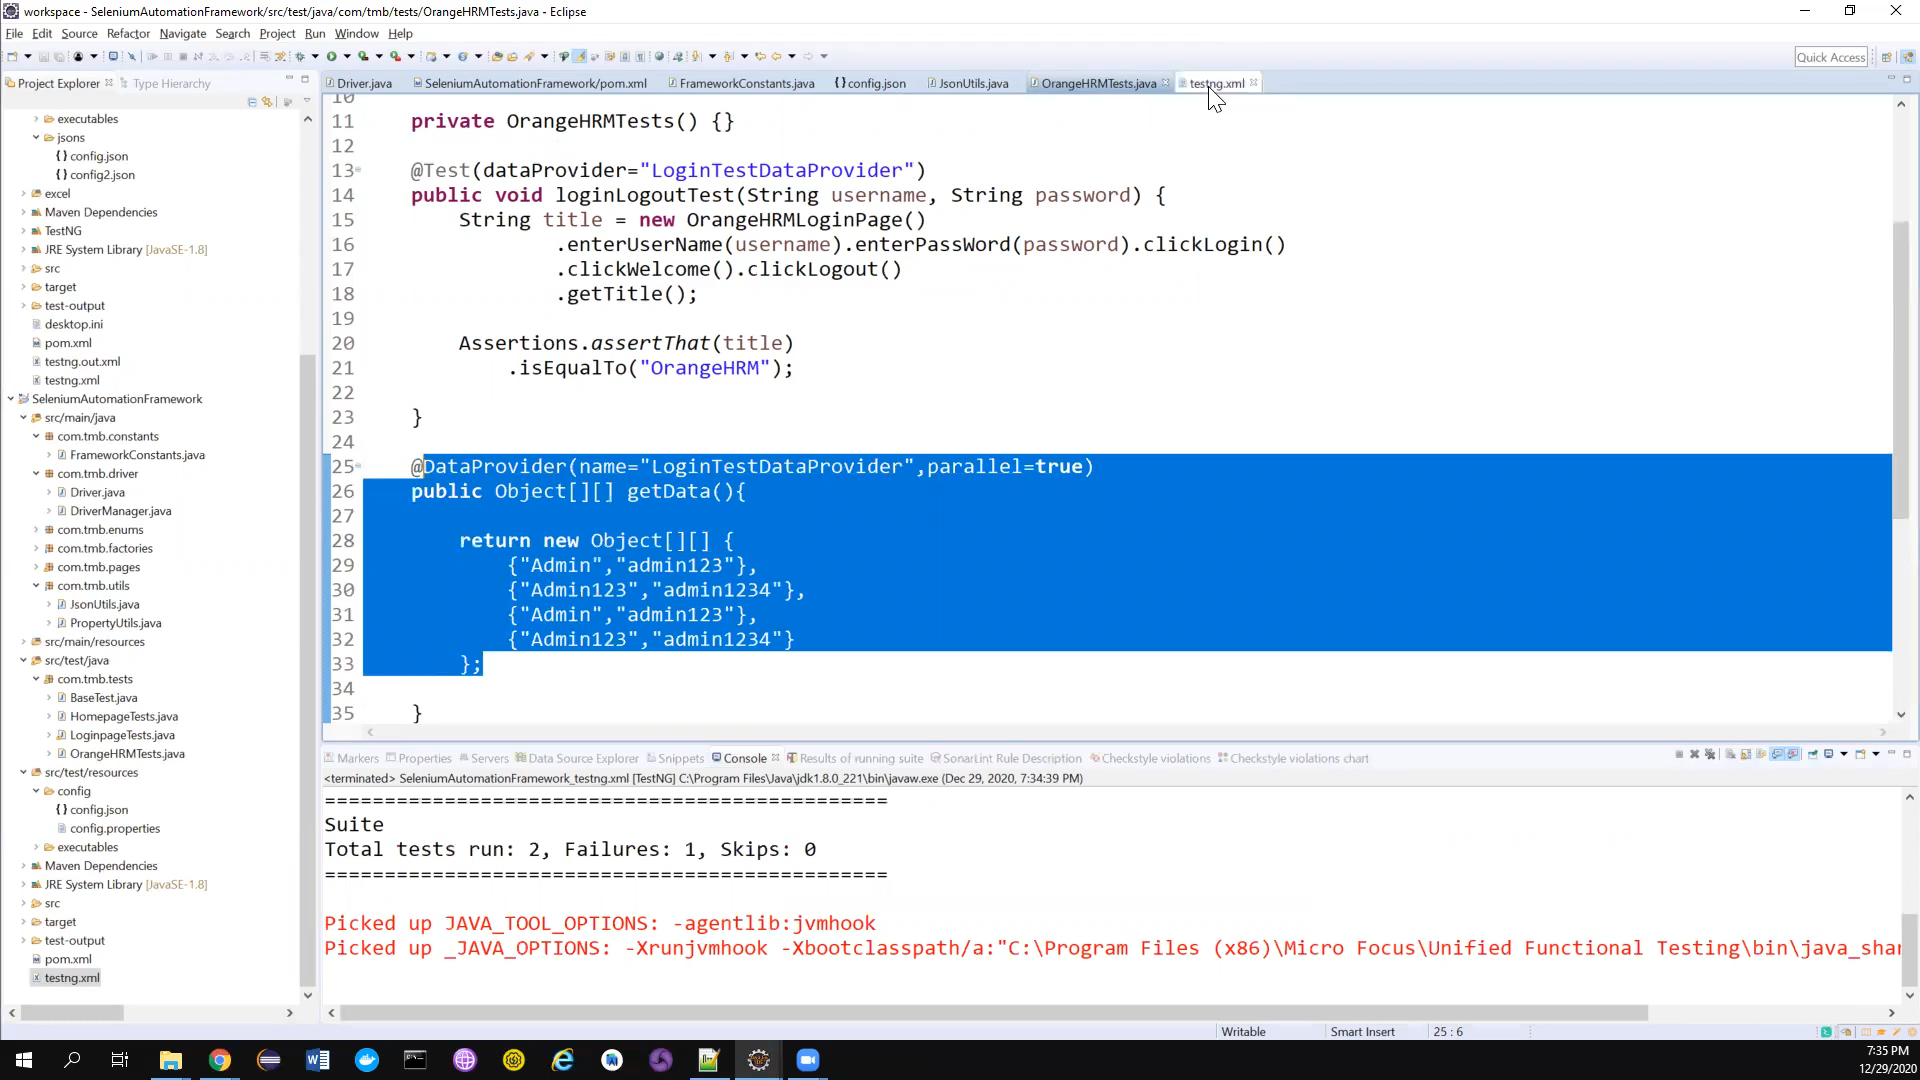 workspace - SeleniumAutomationFramework/src/test/java/com/tmb/tests/OrangeHRMTests.java - Eclipse
File Edit Source Refactor Navigate Search Project Run Window Help
Quick Access
Project Explorer Type Hierarchy
Driver.java SeleniumAutomationFramework/pom.xml FrameworkConstants.java config.json JsonUtils.java OrangeHRMTests.java testng.xml
executables
jsons
config.json
config2.json
excel
Maven Dependencies
TestNG
JRE System Library [JavaSE-1.8]
src
target
test-output
desktop.ini
pom.xml
testng.out.xml
testng.xml
SeleniumAutomationFramework
src/main/java
com.tmb.constants
FrameworkConstants.java
com.tmb.driver
Driver.java
DriverManager.java
com.tmb.enums
com.tmb.factories
com.tmb.pages
com.tmb.utils
JsonUtils.java
PropertyUtils.java
src/main/resources
src/test/java
com.tmb.tests
BaseTest.java
HomepageTests.java
LoginpageTests.java
OrangeHRMTests.java
src/test/resources
config
config.json
config.properties
executables
Maven Dependencies
JRE System Library [JavaSE-1.8]
src
target
test-output
pom.xml
testng.xml
10
11 private OrangeHRMTests() {}
12
13 @Test(dataProvider="LoginTestDataProvider")
14 public void loginLogoutTest(String username, String password) {
15 String title = new OrangeHRMLoginPage()
16 .enterUserName(username).enterPassWord(password).clickLogin()
17 .clickWelcome().clickLogout()
18 .getTitle();
19
20 Assertions.assertThat(title)
21 .isEqualTo("OrangeHRM");
22
23 }
24
25 @DataProvider(name="LoginTestDataProvider",parallel=true)
26 public Object[][] getData(){
27
28 return new Object[][] {
29 {"Admin","admin123"},
30 {"Admin123","admin1234"},
31 {"Admin","admin123"},
32 {"Admin123","admin1234"}
33 };
34
35 }
Markers Properties Servers Data Source Explorer Snippets Console Results of running suite SonarLint Rule Description Checkstyle violations Checkstyle violations chart
<terminated> SeleniumAutomationFramework_testng.xml [TestNG] C:\Program Files\Java\jdk1.8.0_221\bin\javaw.exe (Dec 29, 2020, 7:34:39 PM)
===============================================
Suite
Total tests run: 2, Failures: 1, Skips: 0
===============================================
Picked up JAVA_TOOL_OPTIONS: -agentlib:jvmhook
Picked up _JAVA_OPTIONS: -Xrunjvmhook -Xbootclasspath/a:"C:\Program Files (x86)\Micro Focus\Unified Functional Testing\bin\java_shar
Writable Smart Insert 25 : 6
7:35 PM
12/29/2020